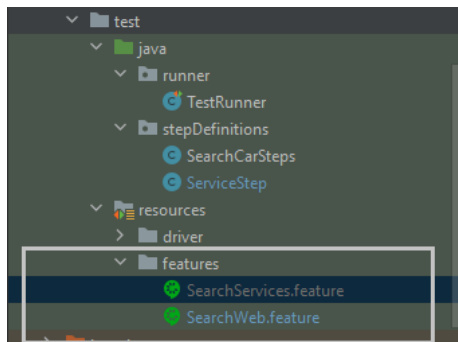 test
java
runner
TestRunner
stepDefinitions
SearchCarSteps
ServiceStep
resources
driver
features
SearchServices.feature
SearchWeb.feature